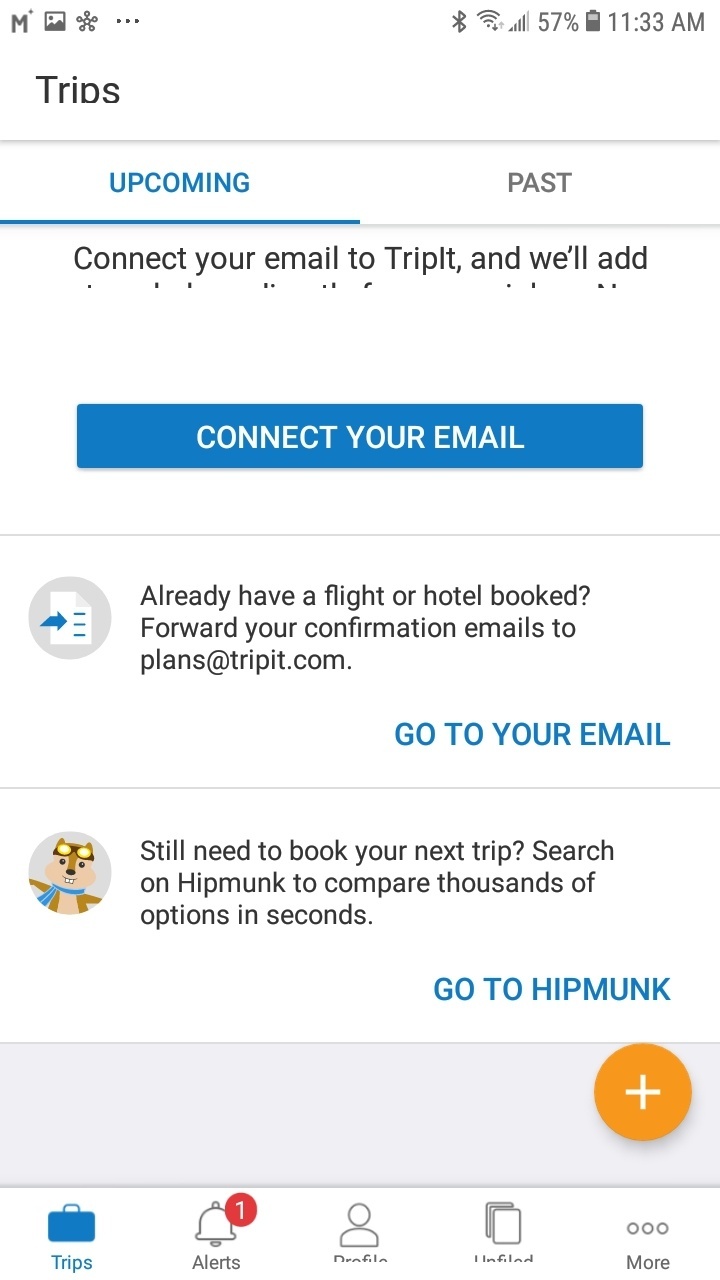 57% 11:33 AM
Trips
UPCOMING PAST
Connect your email to TripIt, and we’ll add
CONNECT YOUR EMAIL
Already have a flight or hotel booked?
Forward your confirmation emails to
plans@tripit.com.
GO TO YOUR EMAIL
Still need to book your next trip? Search
on Hipmunk to compare thousands of
options in seconds.
GO TO HIPMUNK
1
Trips Alerts Profile Unfiled More